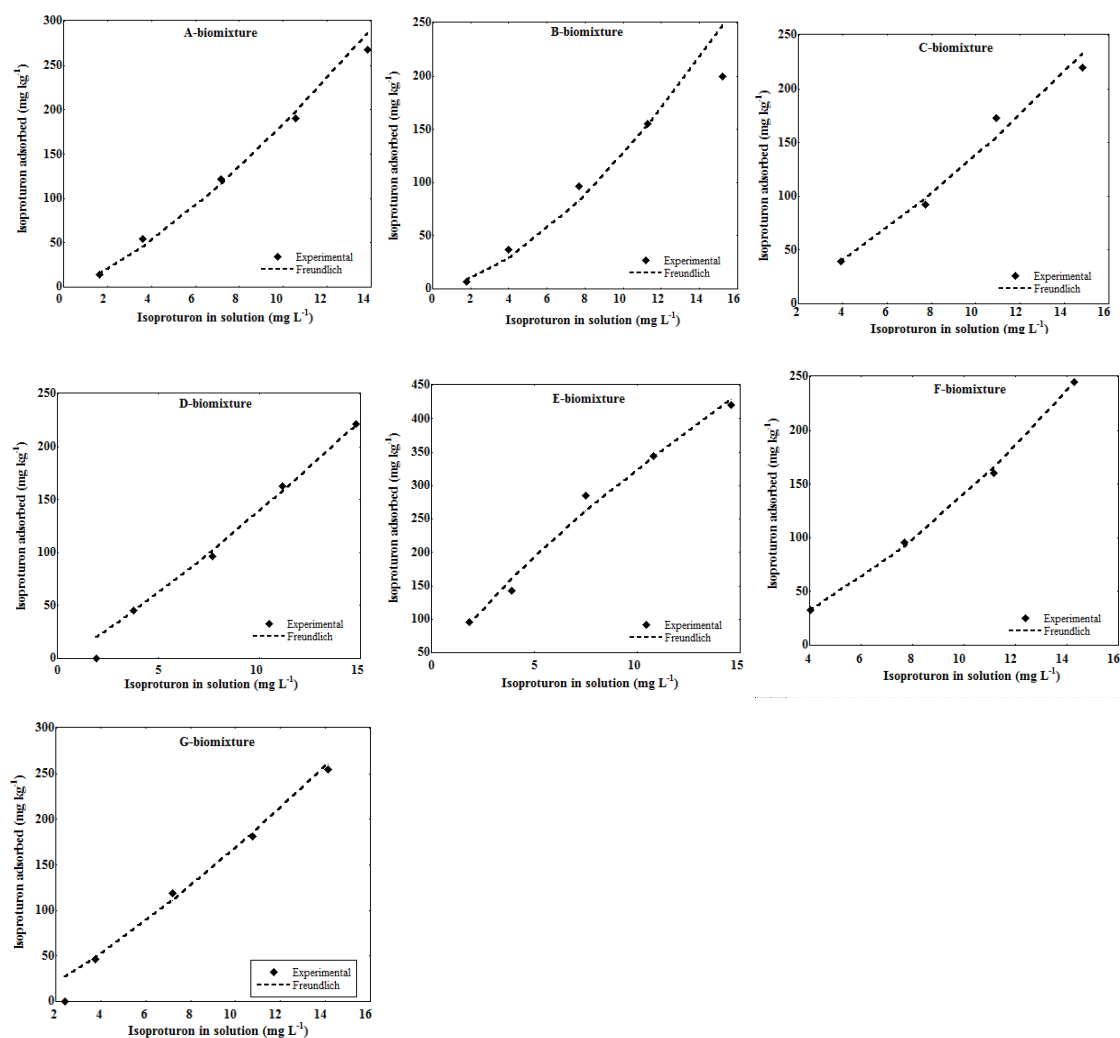 A-biomixture
Isoproturon adsorbed (mg kg-1)
300
250
200
150
100
50
0
Experimental
Freundlich
0 2 4 6 8 10 12 14
Isoproturon in solution (mg L-1)
B-biomixture
Isoproturon adsorbed (mg kg-1)
250
200
150
100
50
0
Experimental
Freundlich
0 2 4 6 8 10 12 14 16
Isoproturon in solution (mg L-1)
C-biomixture
Isoproturon adsorbed (mg kg-1)
250
200
150
100
50
0
Experimental
Freundlich
2 4 6 8 10 12 14 16
Isoproturon in solution (mg L-1)
D-biomixture
Isoproturon adsorbed (mg kg-1)
250
200
150
100
50
0
Experimental
Freundlich
0 5 10 15
Isoproturon in solution (mg L-1)
E-biomixture
Isoproturon adsorbed (mg kg-1)
450
400
350
300
250
200
150
100
50
Experimental
Freundlich
0 5 10 15
Isoproturon in solution (mg L-1)
F-biomixture
Isoproturon adsorbed (mg kg-1)
250
200
150
100
50
0
Experimental
Freundlich
4 6 8 10 12 14 16
Isoproturon in solution (mg L-1)
G-biomixture
Isoproturon adsorbed (mg kg-1)
300
250
200
150
100
50
0
Experimental
Freundlich
2 4 6 8 10 12 14 16
Isoproturon in solution (mg L-1)